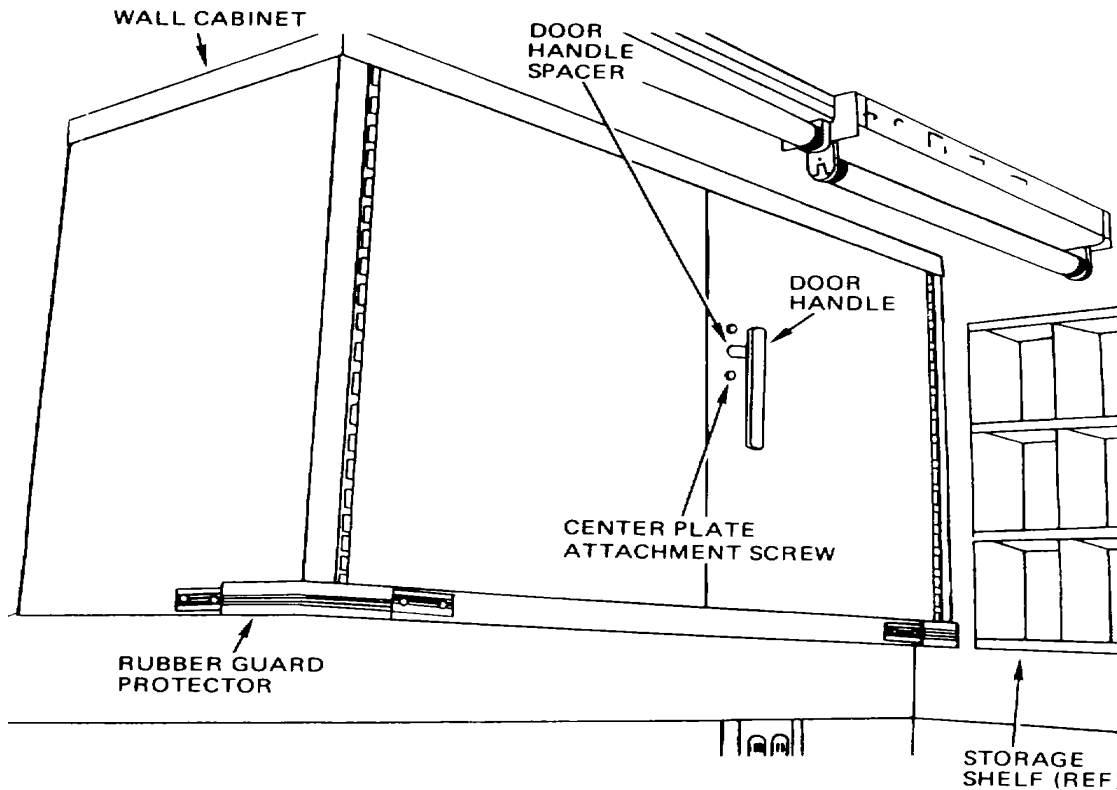 WALL CABINET
DOOR
HANDLE
SPACER
DOOR
HANDLE
CENTER PLATE
ATTACHMENT SCREW
RUBBER GUARD
PROTECTOR
STORAGE
SHELF (REF